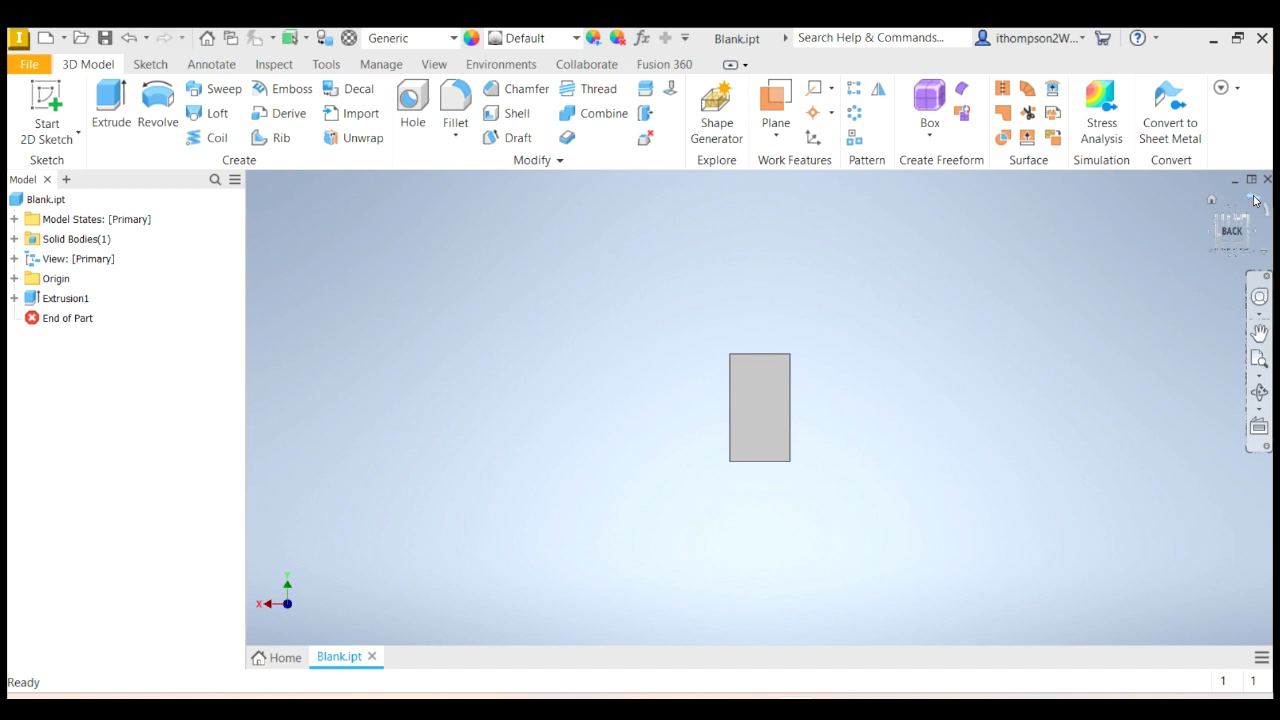 Generic
Default
Blank.ipt
Search Help & Commands...
ithompson2W...
File
3D Model
Sketch
Annotate
Inspect
Tools
Manage
View
Environments
Collaborate
Fusion 360
Start
2D Sketch
Extrude
Revolve
Sweep
Loft
Coil
Emboss
Derive
Rib
Decal
Import
Unwrap
Hole
Fillet
Chamfer
Shell
Draft
Thread
Combine
Shape
Generator
Plane
Box
Stress
Analysis
Convert to
Sheet Metal
Sketch
Create
Modify
Explore
Work Features
Pattern
Create Freeform
Surface
Simulation
Convert
Model
Blank.ipt
Model States: [Primary]
Solid Bodies(1)
View: [Primary]
Origin
Extrusion1
End of Part
BACK
Y
X
Home
Blank.ipt
Ready
1
1